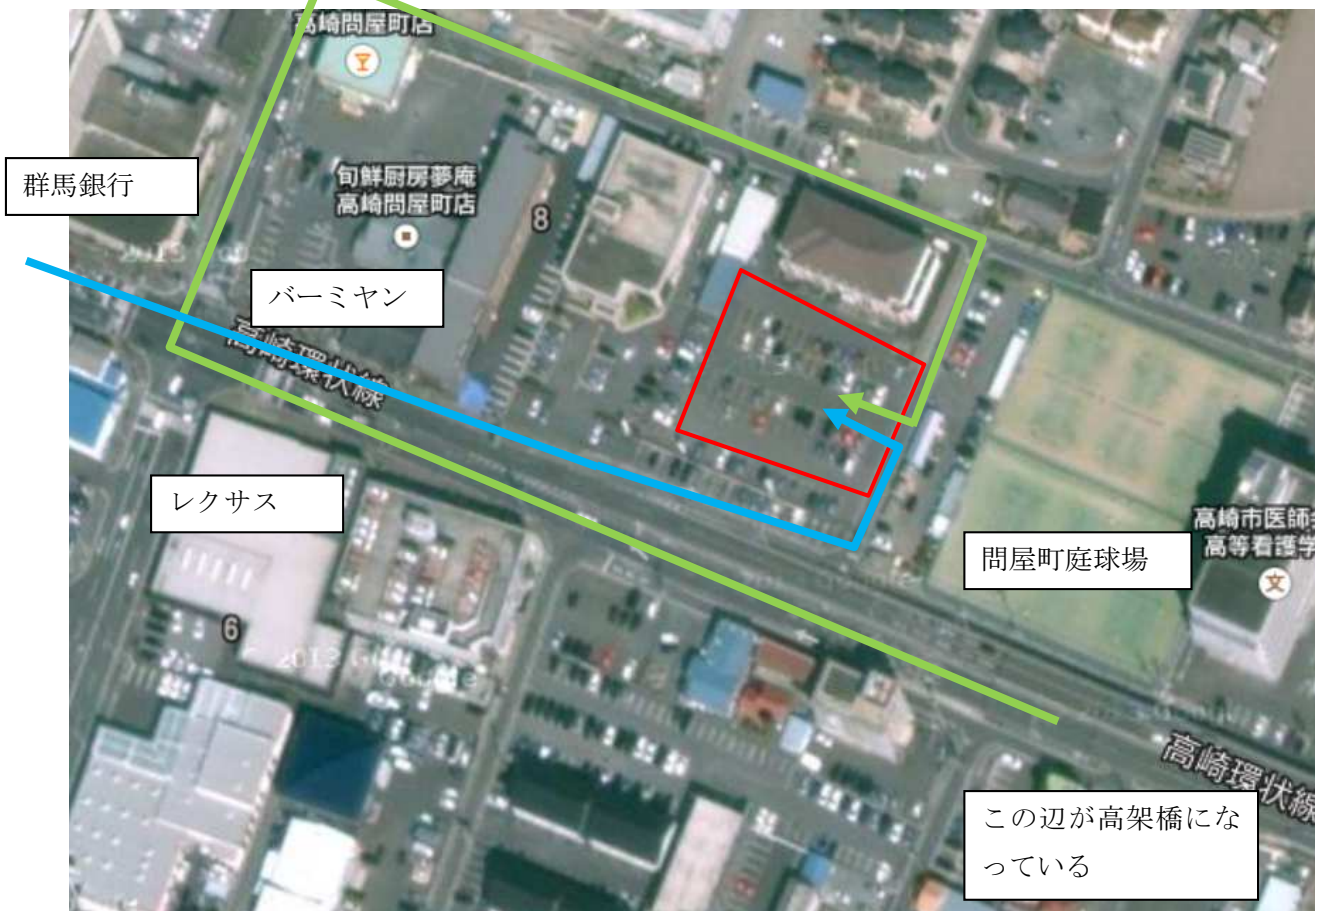 高崎問屋町店
群馬銀行
旬鮮厨房夢庵
高崎問屋町店
8
バーミヤン
高崎環状線
レクサス
高崎市医師
高等看護学
問屋町庭球場
文
6
高崎環状線
この辺が高架橋にな
っている